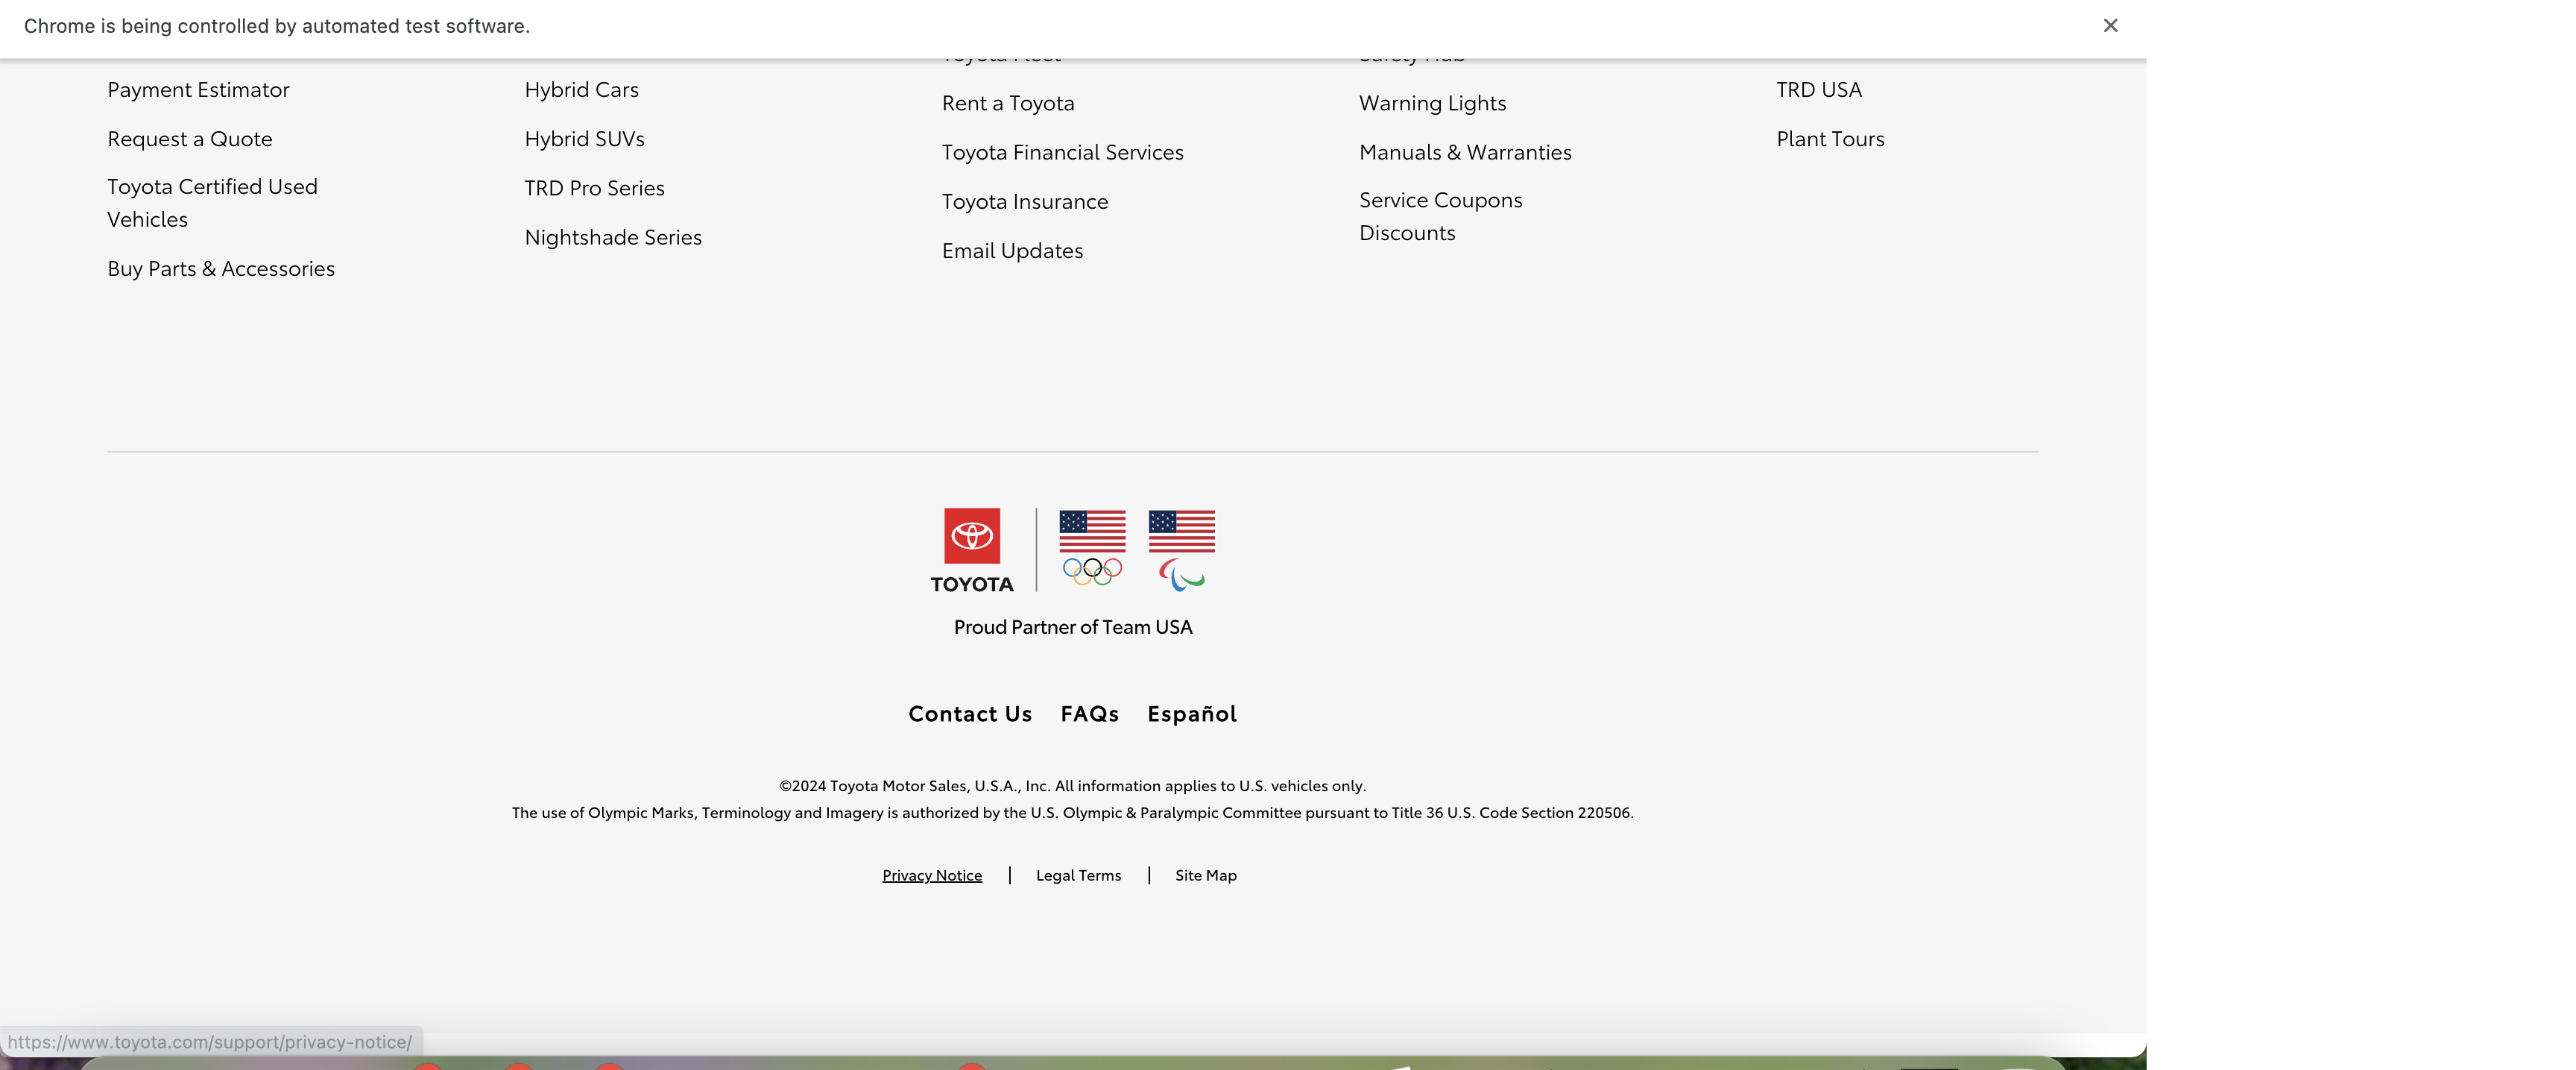 Chrome is being controlled by automated test software.
Payment Estimator
Request a Quote
Toyota Certified Used
Vehicles
Buy Parts & Accessories
Hybrid Cars
Hybrid SUVs
TRD Pro Series
Nightshade Series
Toyota Fleet
Rent a Toyota
Toyota Financial Services
Toyota Insurance
Email Updates
Safety Hub
Warning Lights
Manuals & Warranties
Service Coupons
Discounts
TRD USA
Plant Tours
TOYOTA
Proud Partner of Team USA
Contact Us FAQs Español
©2024 Toyota Motor Sales, U.S.A., Inc. All information applies to U.S. vehicles only.
The use of Olympic Marks, Terminology and Imagery is authorized by the U.S. Olympic & Paralympic Committee pursuant to Title 36 U.S. Code Section 220506.
Privacy Notice | Legal Terms | Site Map
https://www.toyota.com/support/privacy-notice/